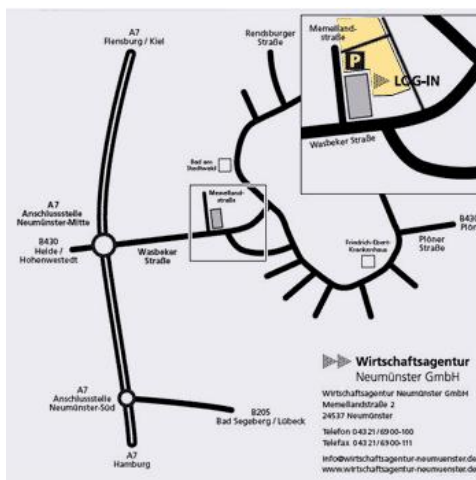 A7
Flensburg / Kiel
Rendsburger
Straße
Memelland-
straße
P
LOG-IN
Wasbeker Straße
Bad am
Stadtwald
Memelland-
straße
A7
Anschlussstelle
Neumünster-Mitte
B430
Heide /
Hohenwestedt
Wasbeker
Straße
Friedrich-Ebert-
Krankenhaus
B430
Plön
Plöner
Straße
A7
Anschlussstelle
Neumünster-Süd
B205
Bad Segeberg / Lübeck
A7
Hamburg
Wirtschaftsagentur
Neumünster GmbH
Wirtschaftsagentur Neumünster GmbH
Memellandstraße 2
24537 Neumünster
Telefon 04321/6900-100
Telefax 04321/6900-111
info@wirtschaftsagentur-neumuenster.de
www.wirtschaftsagentur-neumuenster.de